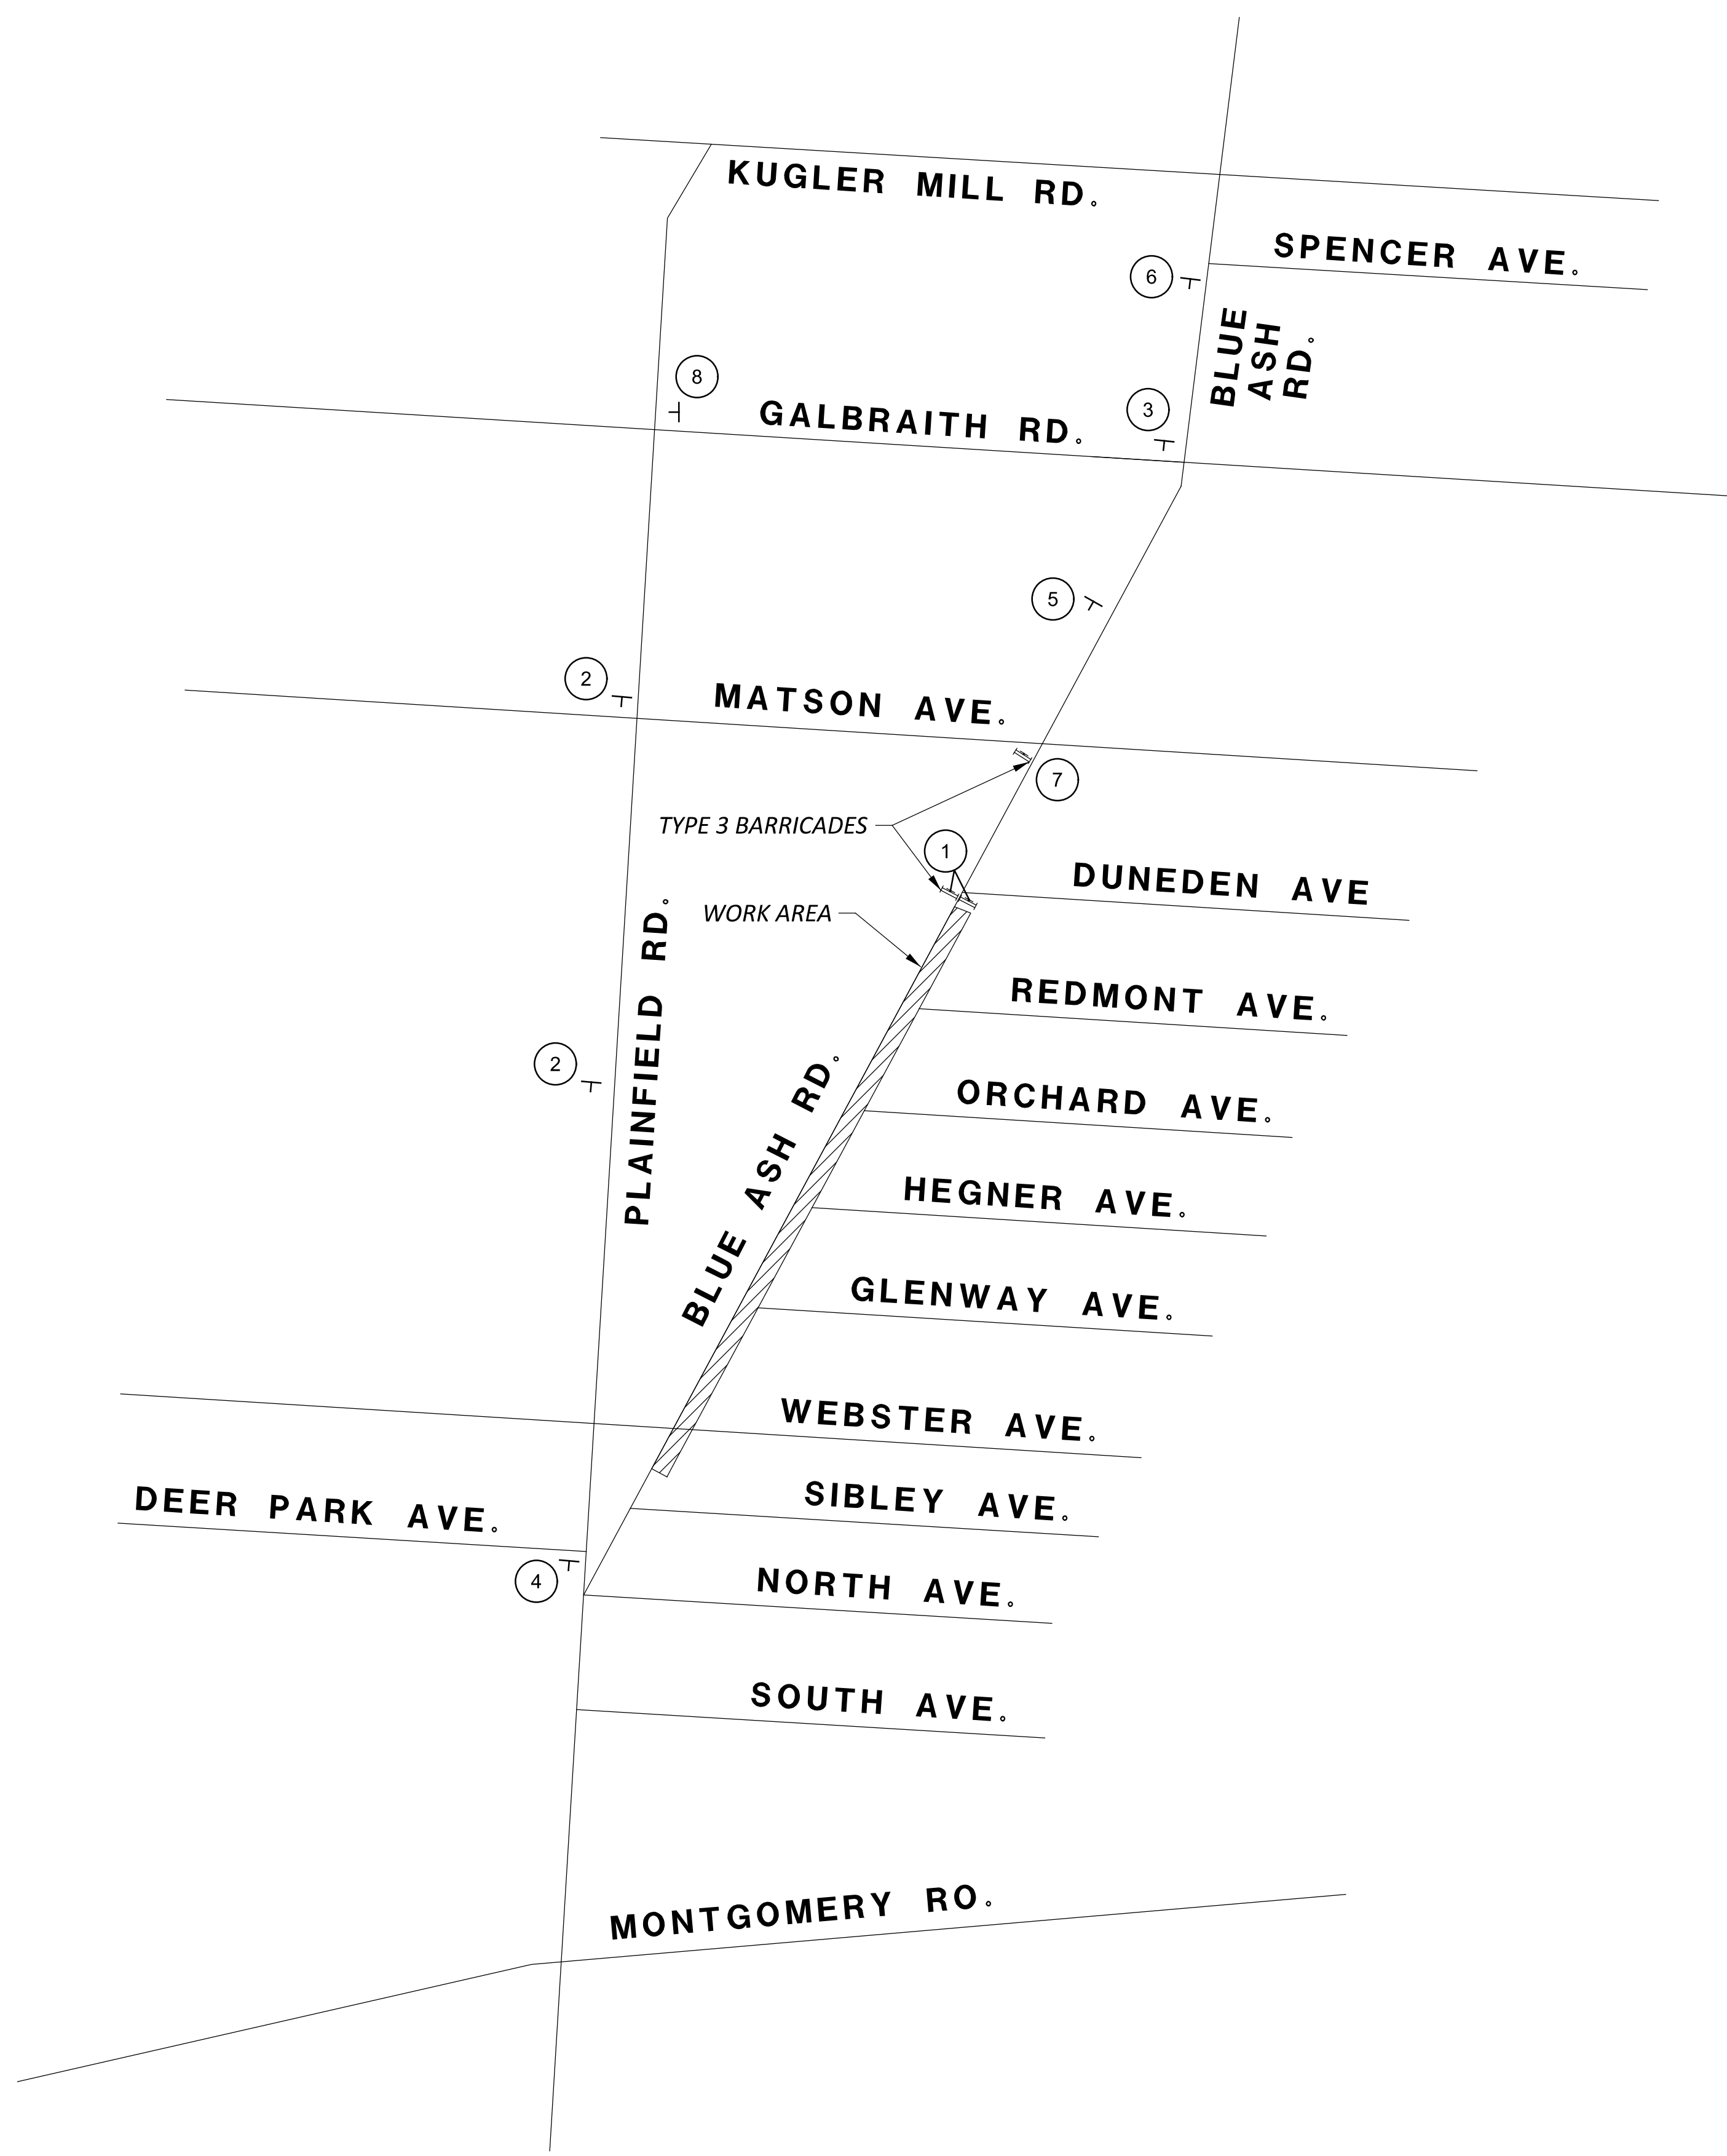 KUGLER MILL RD.
SPENCER AVE.
6
BLUE
ASH
RD.
8
GALBRAITH RD.
3
5
2
MATSON AVE.
7
TYPE 3 BARRICADES
1
DUNEDEN AVE
WORK AREA
PLAINFIELD RD.
REDMONT AVE.
2
BLUE ASH RD.
ORCHARD AVE.
HEGNER AVE.
GLENWAY AVE.
WEBSTER AVE.
DEER PARK AVE.
SIBLEY AVE.
4
NORTH AVE.
SOUTH AVE.
MONTGOMERY RO.